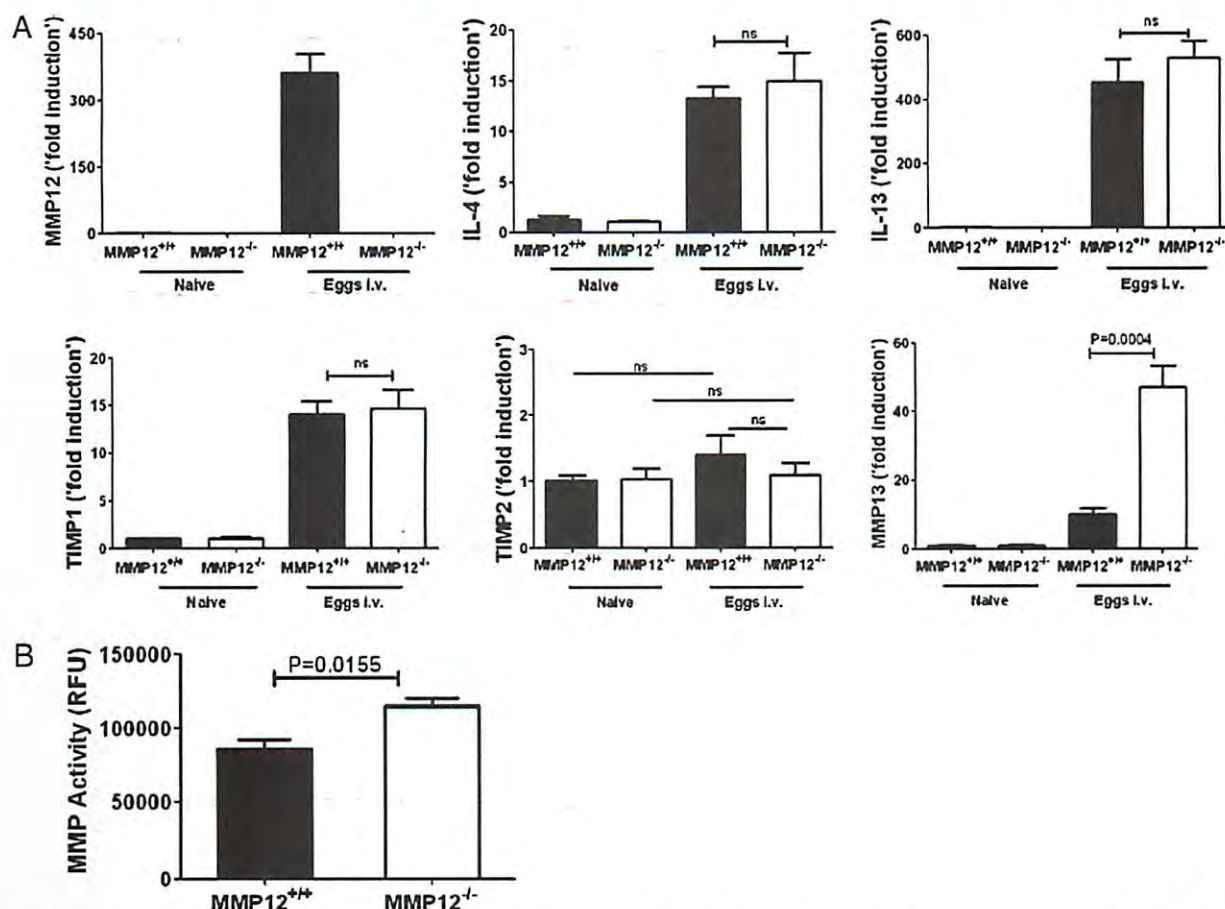 A
MMP12 ('fold induction')
450
300
150
0
MMP12+/+ MMP12-/- MMP12+/+ MMP12-/-
Naive Eggs i.v.
IL-4 ('fold induction')
20
15
10
5
0
ns
MMP12+/+ MMP12-/- MMP12+/+ MMP12-/-
Naive Eggs i.v.
IL-13 ('fold induction')
600
400
200
0
ns
MMP12+/+ MMP12-/- MMP12+/+ MMP12-/-
Naive Eggs i.v.
TIMP1 ('fold induction')
20
15
10
5
0
ns
MMP12+/+ MMP12-/- MMP12+/+ MMP12-/-
Naive Eggs i.v.
TIMP2 ('fold induction')
3
2
1
0
ns
ns
ns
MMP12+/+ MMP12-/- MMP12+/+ MMP12-/-
Naive Eggs i.v.
MMP13 ('fold induction')
60
40
20
0
P=0.0004
MMP12+/+ MMP12-/- MMP12+/+ MMP12-/-
Naive Eggs i.v.
B
MMP Activity (RFU)
150000
100000
50000
0
P=0.0155
MMP12+/+ MMP12-/-